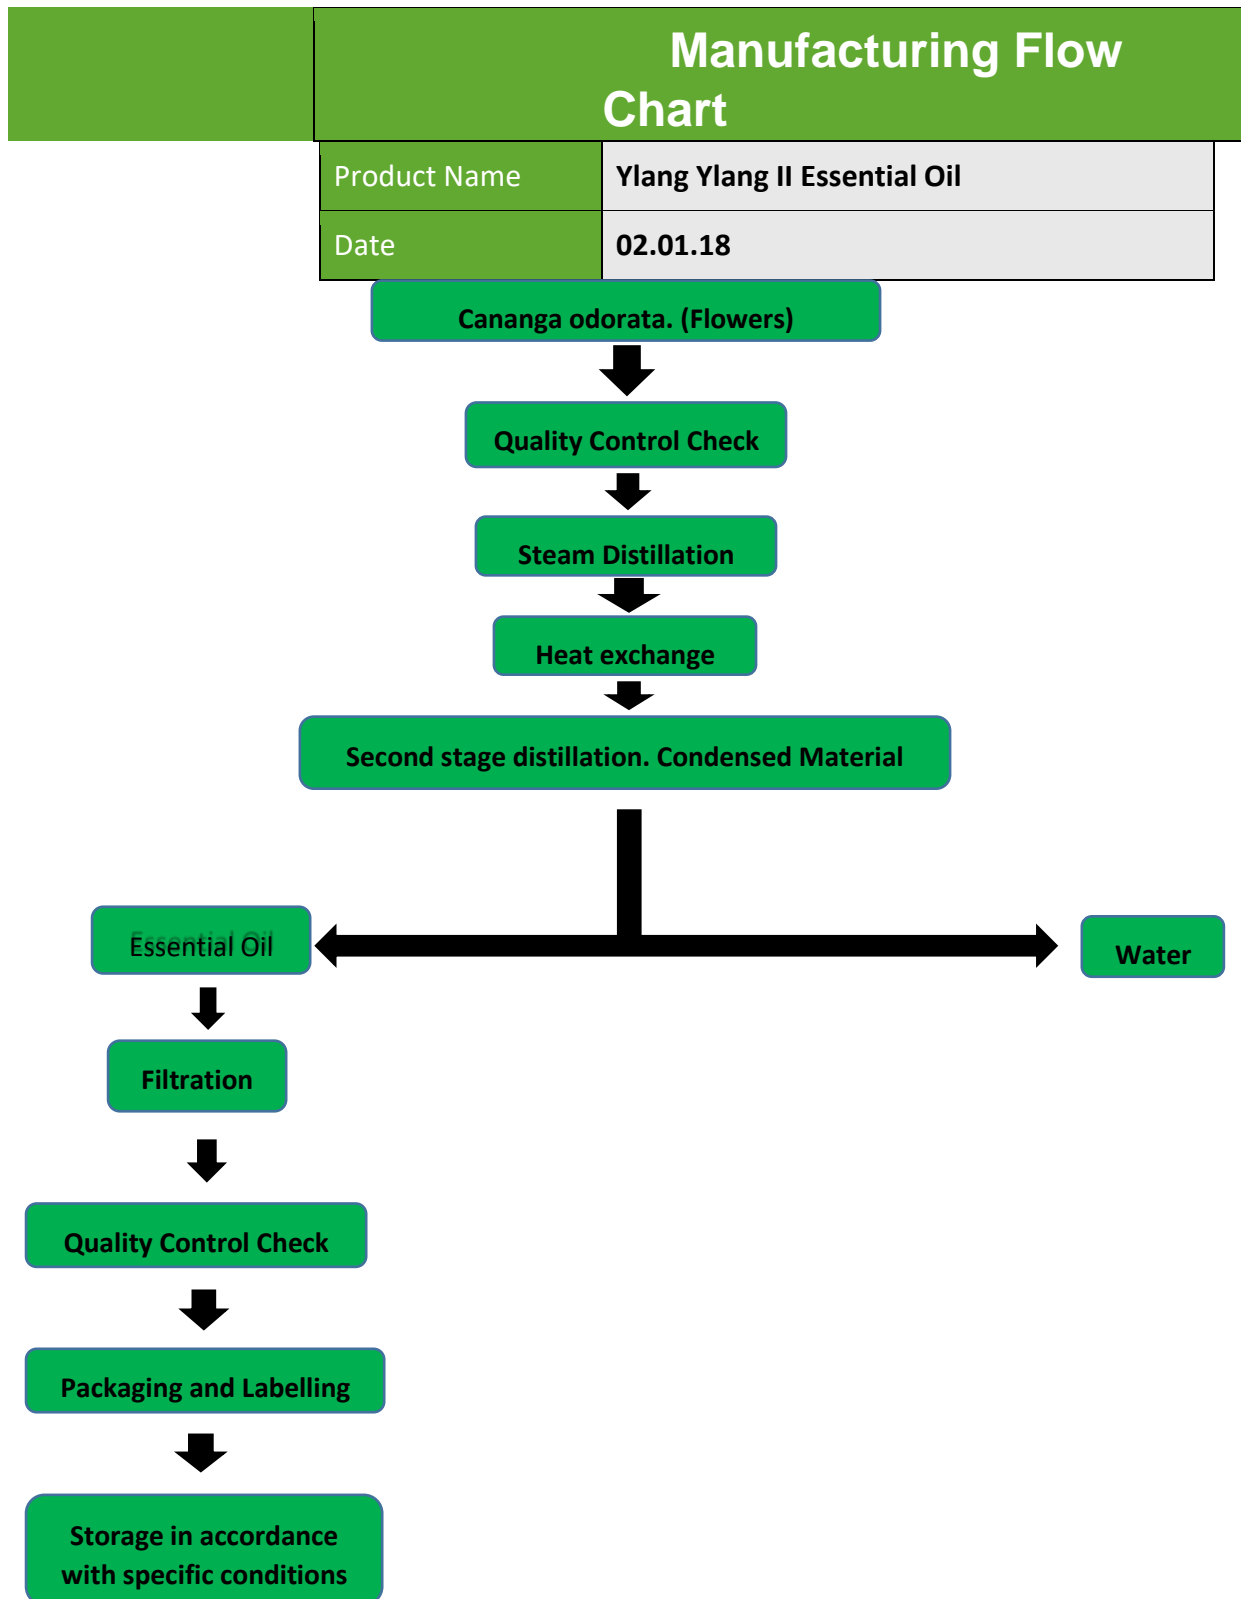 Manufacturing Flow
Chart
Product Name
Ylang Ylang II Essential Oil
Date
02.01.18
Cananga odorata. (Flowers)
Quality Control Check
Steam Distillation
Heat exchange
Second stage distillation. Condensed Material
Essential Oil
Water
Filtration
Quality Control Check
Packaging and Labelling
Storage in accordance
with specific conditions